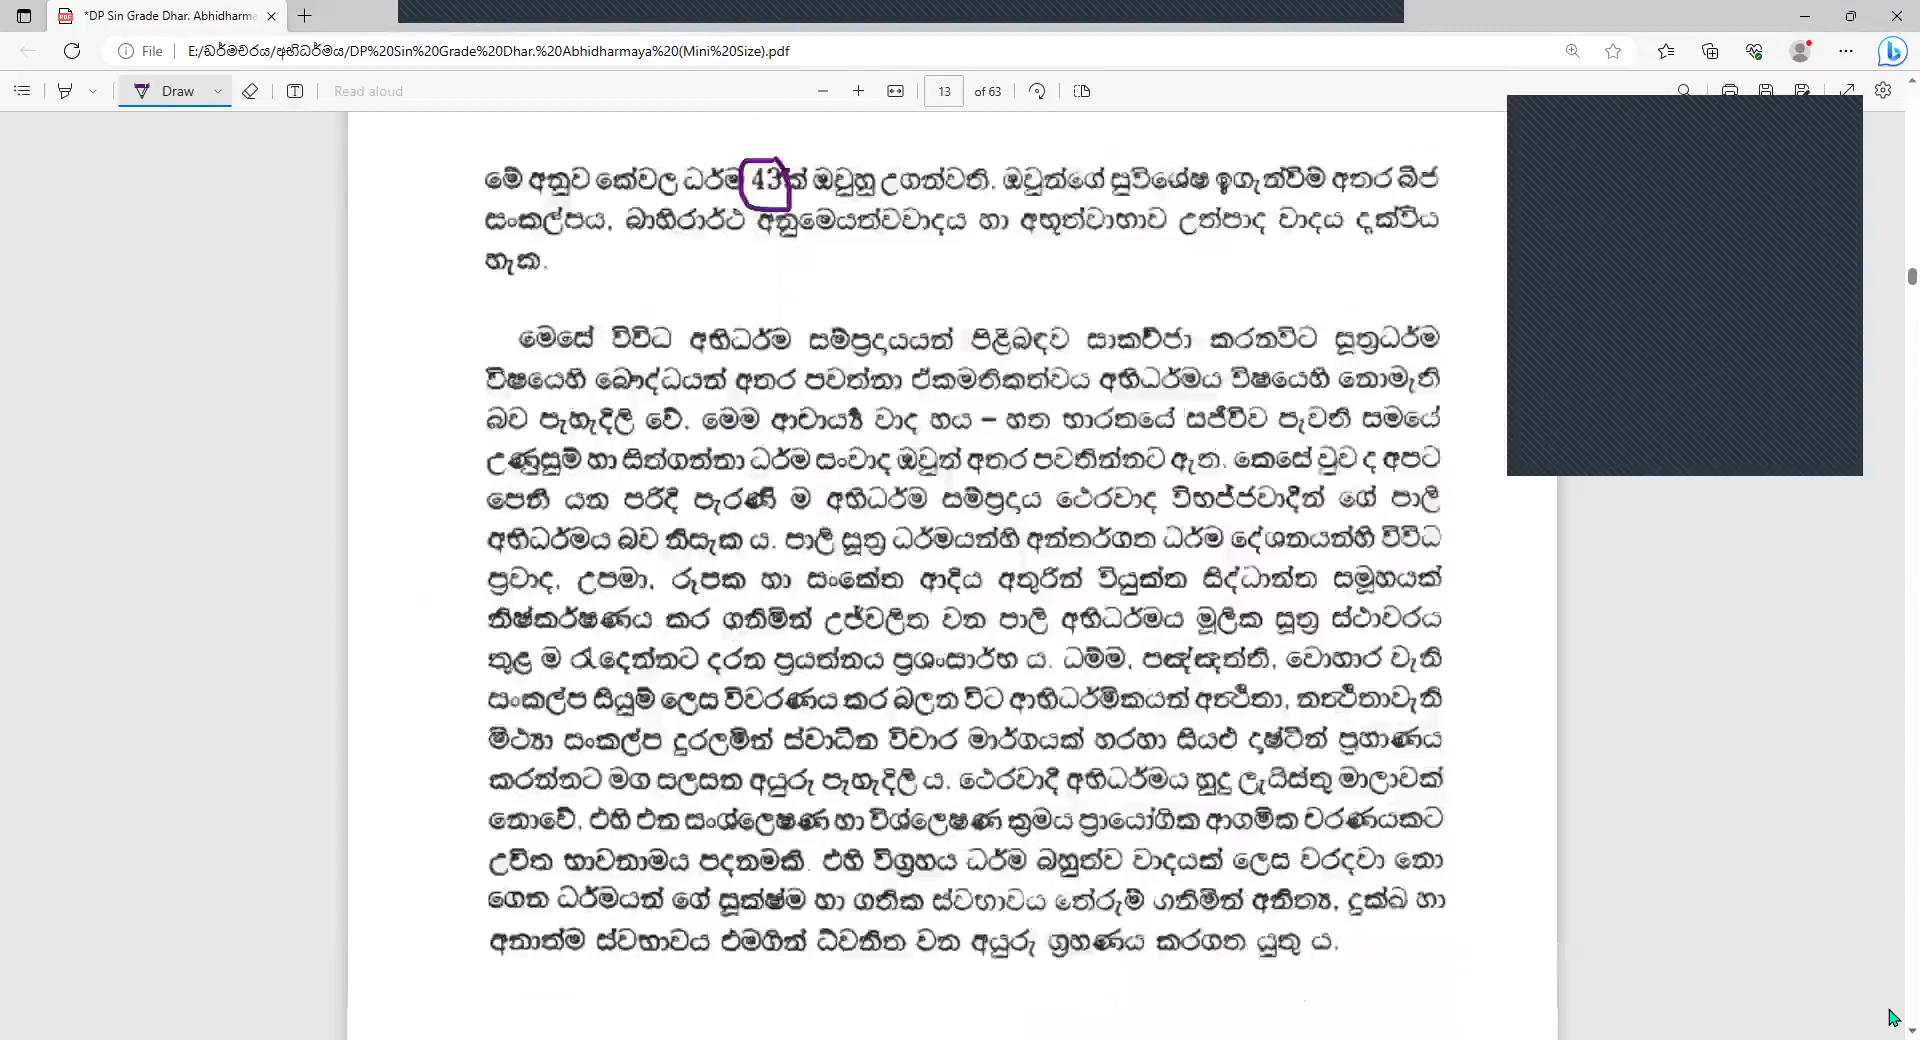 *DP Sin Grade Dhar. Abhidharma
File
E:/ධර්මචරය/අභිධර්මය/DP%20Sin%20Grade%20Dhar.%20Abhidharmaya%20(Mini%20Size).pdf
Draw
Read aloud
13 of 63
මේ අනුව කේවල ධර්ම 43ක් ඔවුහු උගන්වති. ඔවුන්ගේ සුවිශේෂ ඉගැන්වීම් අතර බීජ
සංකල්පය, බාහිරාර්ථ අනුමෙයත්වවාදය හා අභූත්වාභාව උත්පාද වාදය දැක්විය
හැක.
මෙසේ විවිධ අභිධර්ම සම්ප්‍රදායයන් පිළිබඳව සාකච්ඡා කරනවිට සූත්‍රධර්ම
විෂයෙහි බෞද්ධයන් අතර පවත්නා ඒකමතිකත්වය අභිධර්මය විෂයෙහි නොමැති
බව පැහැදිලි වේ. මෙම ආචාර්‍ය්‍ය වාද හය – හත භාරතයේ සජීවීව පැවති සමයේ
උණුසුම් හා සිත්ගන්නා ධර්ම සංවාද ඔවුන් අතර පවතින්නට ඇත. කෙසේ වුව ද අපට
පෙනී යන පරිදි පැරණි ම අභිධර්ම සම්ප්‍රදාය ථෙරවාද විභජ්ජවාදීන් ගේ පාලි
අභිධර්මය බව නිසැක ය. පාලි සූත්‍ර ධර්මයන්හි අන්තර්ගත ධර්ම දේශනයන්හි විවිධ
ප්‍රවාද, උපමා, රූපක හා සංකේත ආදිය අතුරින් වියුක්ත සිද්ධාන්ත සමූහයක්
නිෂ්කර්ෂණය කර ගනිමින් උජ්වලිත වන පාලි අභිධර්මය මූලික සූත්‍ර ස්ථාවරය
තුළ ම රැදෙන්නට දරන ප්‍රයත්නය ප්‍රශංසාර්හ ය. ධම්ම, පඤ්ඤත්ති, වොහාර වැනි
සංකල්ප සියුම් ලෙස විවරණය කර බලන විට ආභිධර්මිකයන් අත්‍ථිතා, නත්‍ථිතාවැනි
මිථ්‍යා සංකල්ප දුරලමින් ස්වාධීන විචාර මාර්ගයක් හරහා සියළු දෘෂ්ටීන් ප්‍රහාණය
කරන්නට මග සලසන අයුරු පැහැදිලි ය. ථෙරවාදී අභිධර්මය හුදු ලැයිස්තු මාලාවක්
නොවේ, එහි එන සංශ්ලෙෂණ හා විශ්ලෙෂණ ක්‍රමය ප්‍රායෝගික ආගමික චරණයකට
උචිත භාවනාමය පදනමකි. එහි විග්‍රහය ධර්ම බහුත්ව වාදයක් ලෙස වරදවා නො
ගෙන ධර්මයන් ගේ සූක්ෂ්ම හා ගතික ස්වභාවය තේරුම් ගනිමින් අනිත්‍ය, දුක්ඛ හා
අනාත්ම ස්වභාවය එමගින් ධ්වනිත වන අයුරු ග්‍රහණය කරගත යුතු ය.